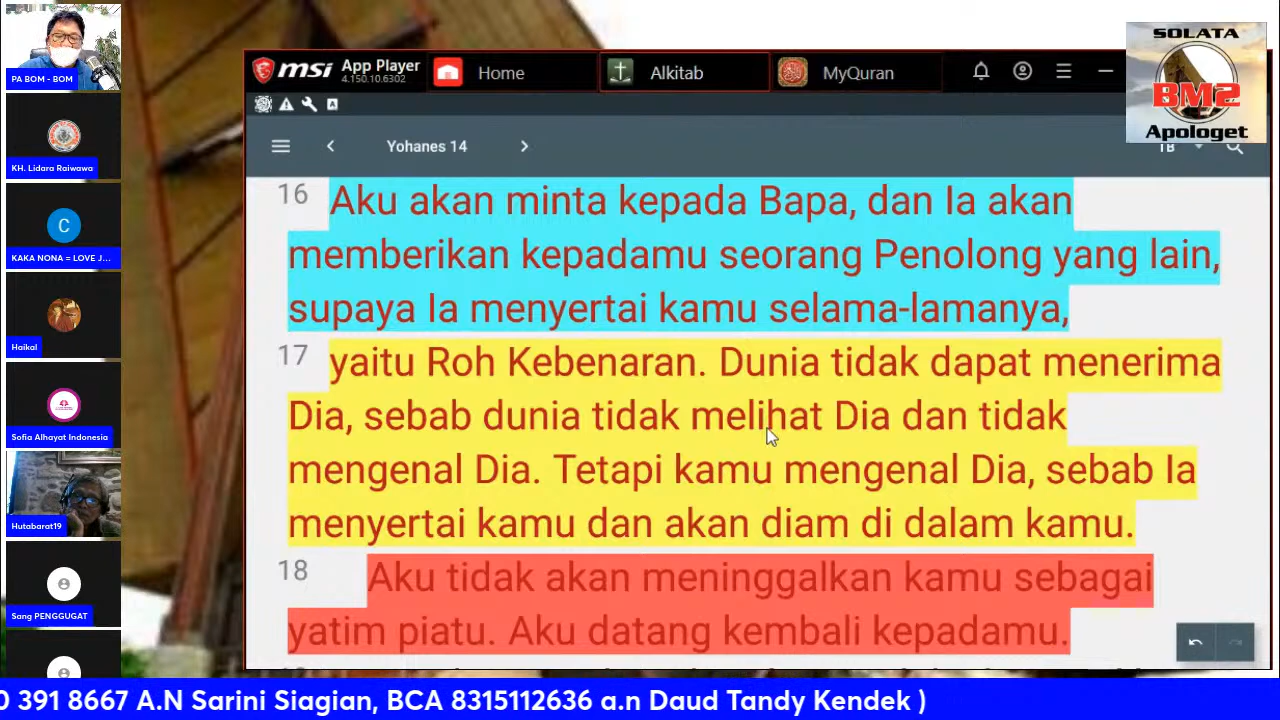 PA BOM - BOM
KH. Lidara Raiwawa
C
KAKA NONA = LOVE J...
Haikal
Sofia Alhayat Indonesia
Hutabarat19
Sang PENGGUGAT
msi App Player
4.150.10.6302
Home
Alkitab
MyQuran
SOLATA
BM2
Apologet
Yohanes 14
TB
16 Aku akan minta kepada Bapa, dan Ia akan
memberikan kepadamu seorang Penolong yang lain,
supaya Ia menyertai kamu selama-lamanya,
17 yaitu Roh Kebenaran. Dunia tidak dapat menerima
Dia, sebab dunia tidak melihat Dia dan tidak
mengenal Dia. Tetapi kamu mengenal Dia, sebab Ia
menyertai kamu dan akan diam di dalam kamu.
18 Aku tidak akan meninggalkan kamu sebagai
yatim piatu. Aku datang kembali kepadamu.
0 391 8667 A.N Sarini Siagian, BCA 8315112636 a.n Daud Tandy Kendek )